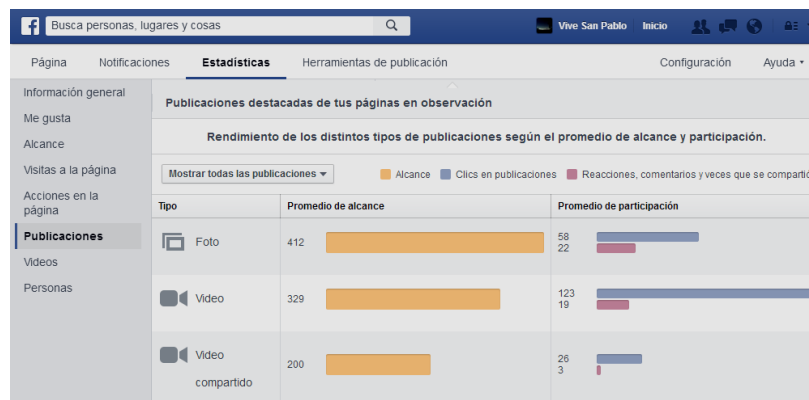 f Busca personas, lugares y cosas Vive San Pablo Inicio
Página Notificaciones Estadísticas Herramientas de publicación Configuración Ayuda
Información general
Me gusta
Alcance
Visitas a la página
Acciones en la
página
Publicaciones
Videos
Personas
Publicaciones destacadas de tus páginas en observación
Rendimiento de los distintos tipos de publicaciones según el promedio de alcance y participación.
Mostrar todas las publicaciones Alcance Clics en publicaciones Reacciones, comentarios y veces que se compartió
Tipo Promedio de alcance Promedio de participación
Foto 412 58
22
Video 329 123
19
Video
compartido 200 26
3